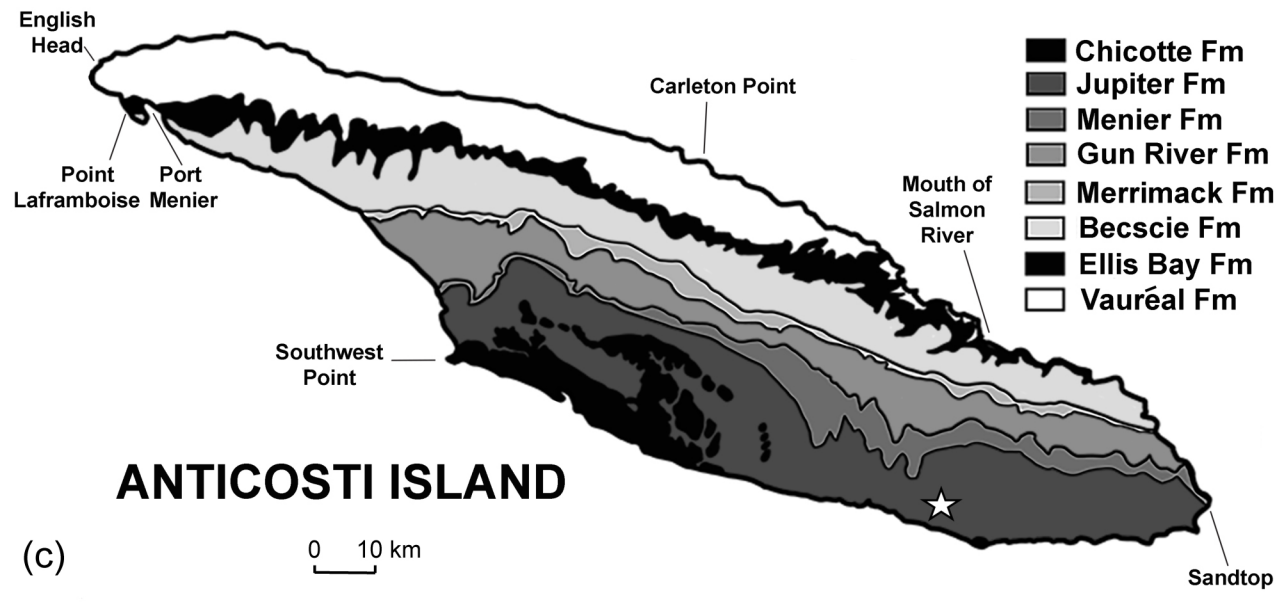 English
Head
Carleton Point
Point
Laframboise
Port
Menier
Mouth of
Salmon
River
Chicotte Fm
Jupiter Fm
Menier Fm
Gun River Fm
Merrimack Fm
Becscie Fm
Ellis Bay Fm
Vauréal Fm
Southwest
Point
ANTICOSTI ISLAND
(c)
0 10 km
Sandtop